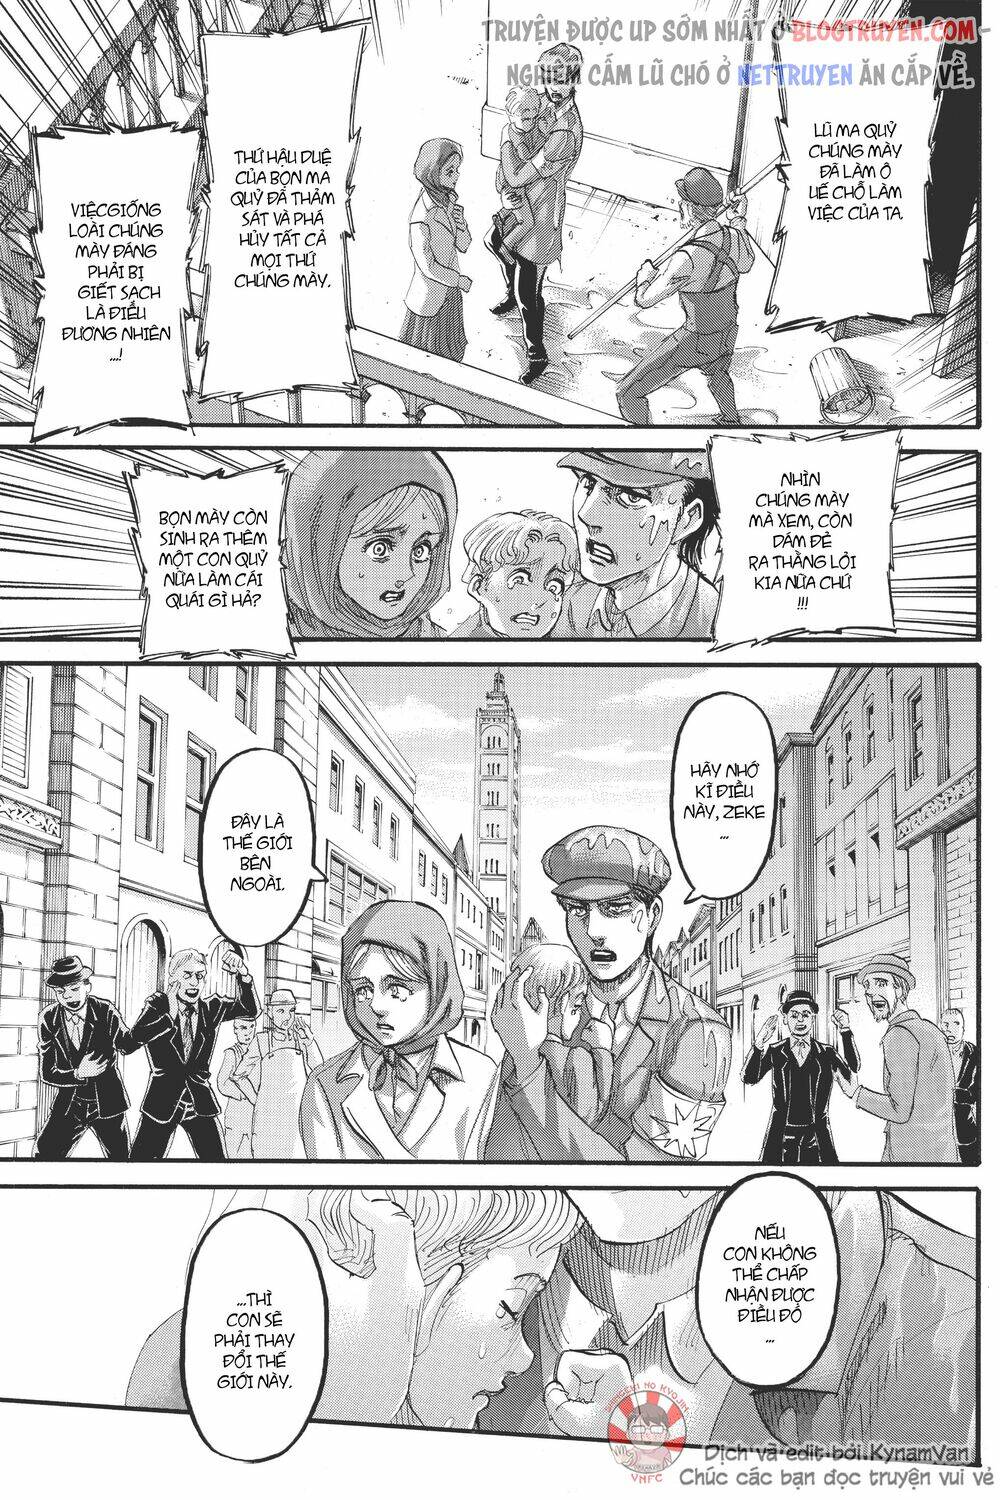 TRUYỆN ĐƯỢC UP SỚM NHẤT Ở BLOGTRUYEN.COM -
NGHIÊM CẤM LŨ CHÓ Ở NETTRUYEN ĂN CẮP VỀ.
LŨ MA QUỶ
CHÚNG MÀY
ĐÃ LÀM Ô
UẾ CHỖ LÀM
VIỆC CỦA TA.
THỨ HẬU DUỆ
CỦA BỌN MA
QUỶ ĐÃ THẢM
SÁT VÀ PHÁ
HỦY TẤT CẢ
MỌI THỨ
CHÚNG MÀY.
VIỆCGIỐNG
LOÀI CHÚNG
MÀY ĐÁNG
PHẢI BỊ
GIẾT SẠCH
LÀ ĐIỀU
ĐƯƠNG NHIÊN
...!
NHÌN
CHÚNG MÀY
MÀ XEM, CÒN
DÁM ĐẺ
RA THẰNG LỎI
KIA NỮA CHỨ
!!!
BỌN MÀY CÒN
SINH RA THÊM
MỘT CON QUỶ
NỮA LÀM CÁI
QUÁI GÌ HẢ?
HÃY NHỚ
KĨ ĐIỀU
NÀY, ZEKE
...
ĐÂY LÀ
THẾ GIỚI
BÊN
NGOÀI.
NẾU
CON KHÔNG
THỂ CHẤP
NHẬN ĐƯỢC
ĐIỀU ĐÓ
...
...THÌ
CON SẼ
PHẢI THAY
ĐỔI THẾ
GIỚI NÀY.
SHINGEKI NO KYOJIN
VNFC
Dịch và edit bởi KynamVan
Chúc các bạn đọc truyện vui vẻ